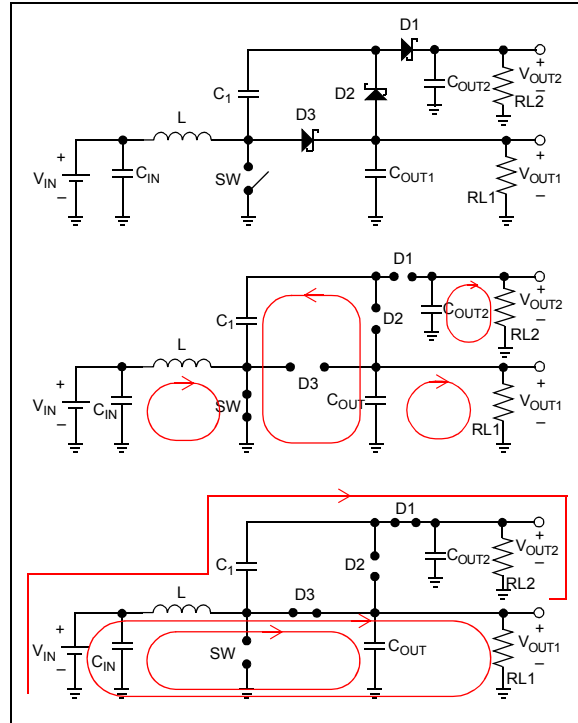 D1
C1
D2
COUT2
VOUT2
+
–
RL2
L
D3
+
VIN
–
CIN
SW
COUT1
RL1
+
VOUT1
–
D1
C1
D2
COUT2
+
VOUT2
–
RL2
L
D3
+
VIN
–
CIN
SW
COUT
RL1
+
VOUT1
–
D1
C1
D2
COUT2
+
VOUT2
–
RL2
L
D3
+
VIN
–
CIN
SW
COUT
RL1
+
VOUT1
–